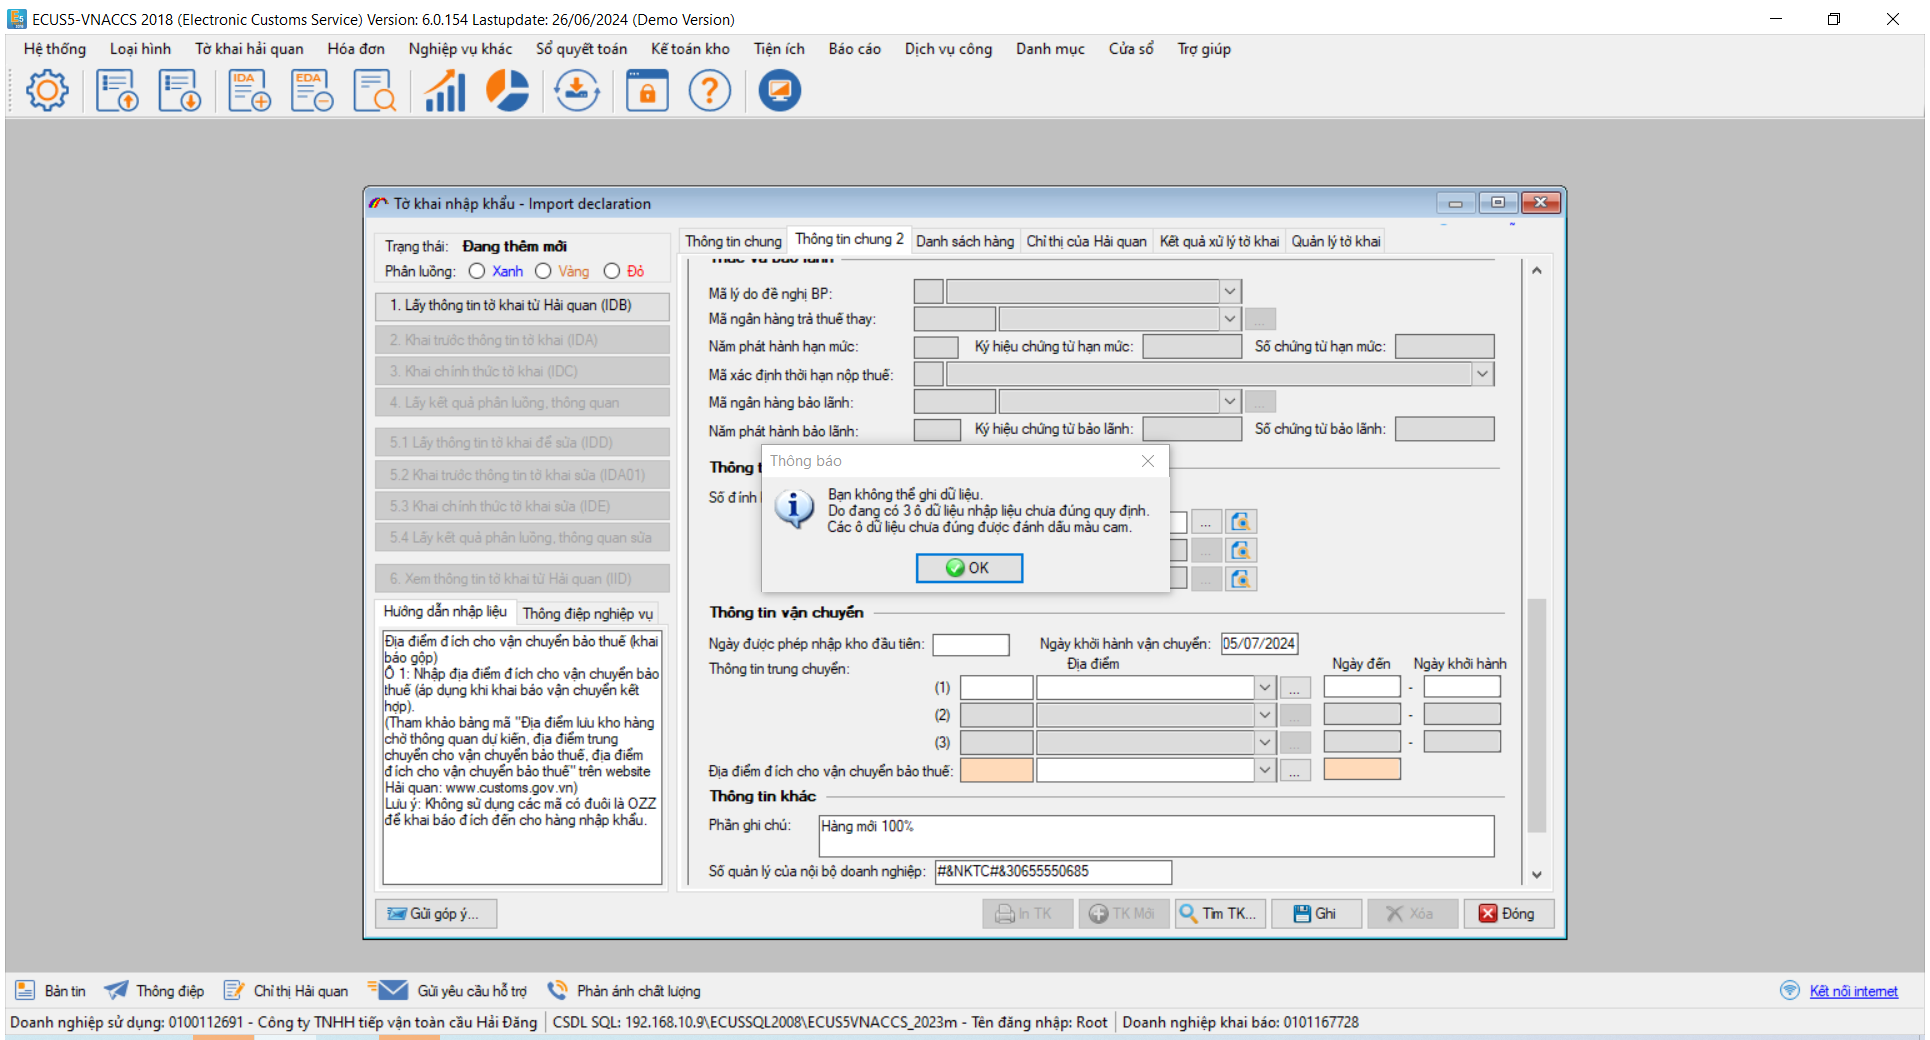 ECUS5-VNACCS 2018 (Electronic Customs Service) Version: 6.0.154 Lastupdate: 26/06/2024 (Demo Version)
Hệ thống Loại hình Tờ khai hải quan Hóa đơn Nghiệp vụ khác Sổ quyết toán Kế toán kho Tiện ích Báo cáo Dịch vụ công Danh mục Cửa sổ Trợ giúp
IDA EDA
Tờ khai nhập khẩu - Import declaration
Trạng thái: Đang thêm mới
Phân luồng: Xanh Vàng Đỏ
1. Lấy thông tin tờ khai từ Hải quan (IDB)
2. Khai trước thông tin tờ khai (IDA)
3. Khai chính thức tờ khai (IDC)
4. Lấy kết quả phân luồng, thông quan
5.1 Lấy thông tin tờ khai để sửa (IDD)
5.2 Khai trước thông tin tờ khai sửa (IDA01)
5.3 Khai chính thức tờ khai sửa (IDE)
5.4 Lấy kết quả phân luồng, thông quan sửa
6. Xem thông tin tờ khai từ Hải quan (IID)
Hướng dẫn nhập liệu Thông điệp nghiệp vụ
Địa điểm đích cho vận chuyển bảo thuế (khai
báo gộp)
Ô 1: Nhập địa điểm đích cho vận chuyển bảo
thuế (áp dụng khi khai báo vận chuyển kết
hợp).
(Tham khảo bảng mã "Địa điểm lưu kho hàng
chờ thông quan dự kiến, địa điểm trung
chuyển cho vận chuyển bảo thuế, địa điểm
đích cho vận chuyển bảo thuế" trên website
Hải quan: www.customs.gov.vn)
Lưu ý: Không sử dụng các mã có đuôi là OZZ
để khai báo đích đến cho hàng nhập khẩu.
Gửi góp ý...
Thông tin chung Thông tin chung 2 Danh sách hàng Chỉ thị của Hải quan Kết quả xử lý tờ khai Quản lý tờ khai
thuế và bảo lãnh
Mã lý do đề nghị BP:
Mã ngân hàng trả thuế thay: ...
Năm phát hành hạn mức: Ký hiệu chứng từ hạn mức: Số chứng từ hạn mức:
Mã xác định thời hạn nộp thuế:
Mã ngân hàng bảo lãnh: ...
Năm phát hành bảo lãnh: Ký hiệu chứng từ bảo lãnh: Số chứng từ bảo lãnh:
Thông t
Số đính
...
...
...
Thông báo
Bạn không thể ghi dữ liệu.
Do đang có 3 ô dữ liệu nhập liệu chưa đúng quy định.
Các ô dữ liệu chưa đúng được đánh dấu màu cam.
OK
Thông tin vận chuyển
Ngày được phép nhập kho đầu tiên: Ngày khởi hành vận chuyển: 05/07/2024
Thông tin trung chuyển: Địa điểm Ngày đến Ngày khởi hành
(1) ... -
(2) ... -
(3) ... -
Địa điểm đích cho vận chuyển bảo thuế: ...
Thông tin khác
Phần ghi chú: Hàng mới 100%
Số quản lý của nội bộ doanh nghiệp: #&NKTC#&30655550685
In TK TK Mới Tìm TK... Ghi Xóa Đóng
Bản tin Thông điệp Chỉ thị Hải quan Gửi yêu cầu hỗ trợ Phản ánh chất lượng Kết nối internet
Doanh nghiệp sử dụng: 0100112691 - Công ty TNHH tiếp vận toàn cầu Hải Đăng CSDL SQL: 192.168.10.9\ECUSSQL2008\ECUS5VNACCS_2023m - Tên đăng nhập: Root Doanh nghiệp khai báo: 0101167728